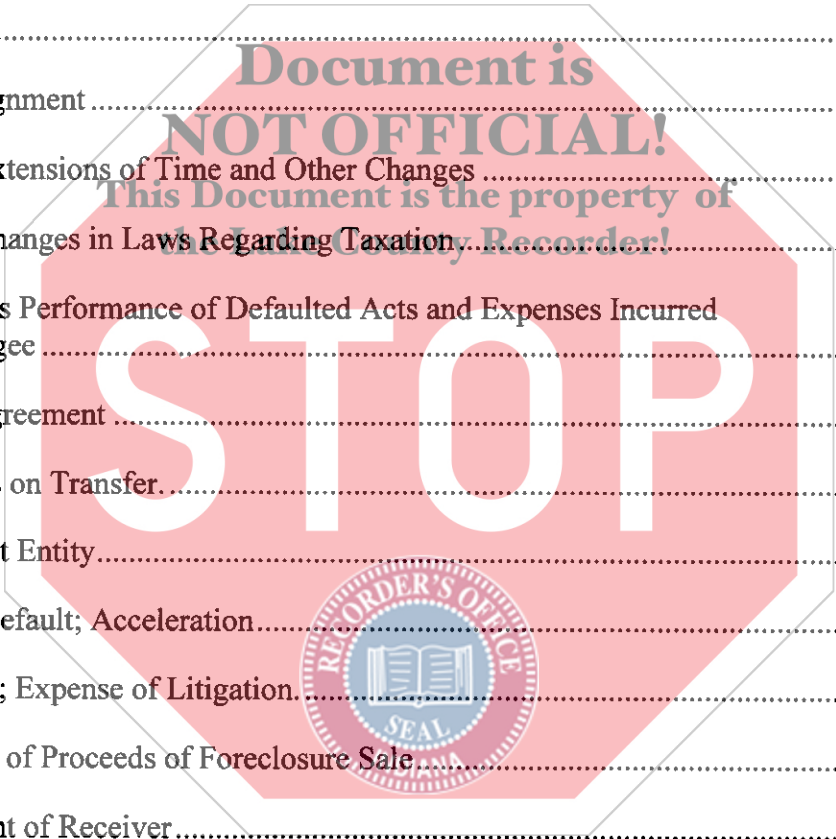 Document is
gnment
NOT OFFICIAL!
xtensions of Time and Other Changes
This Document is the property of
anges in Laws Regarding Taxation
the Lake County Recorder!
s Performance of Defaulted Acts and Expenses Incurred
gee
STOP
greement
on Transfer.
t Entity
efault; Acceleration
RECORDER'S OFFICE
; Expense of Litigation.
SEAL
of Proceeds of Foreclosure Sale
INDIANA
t of Receiver